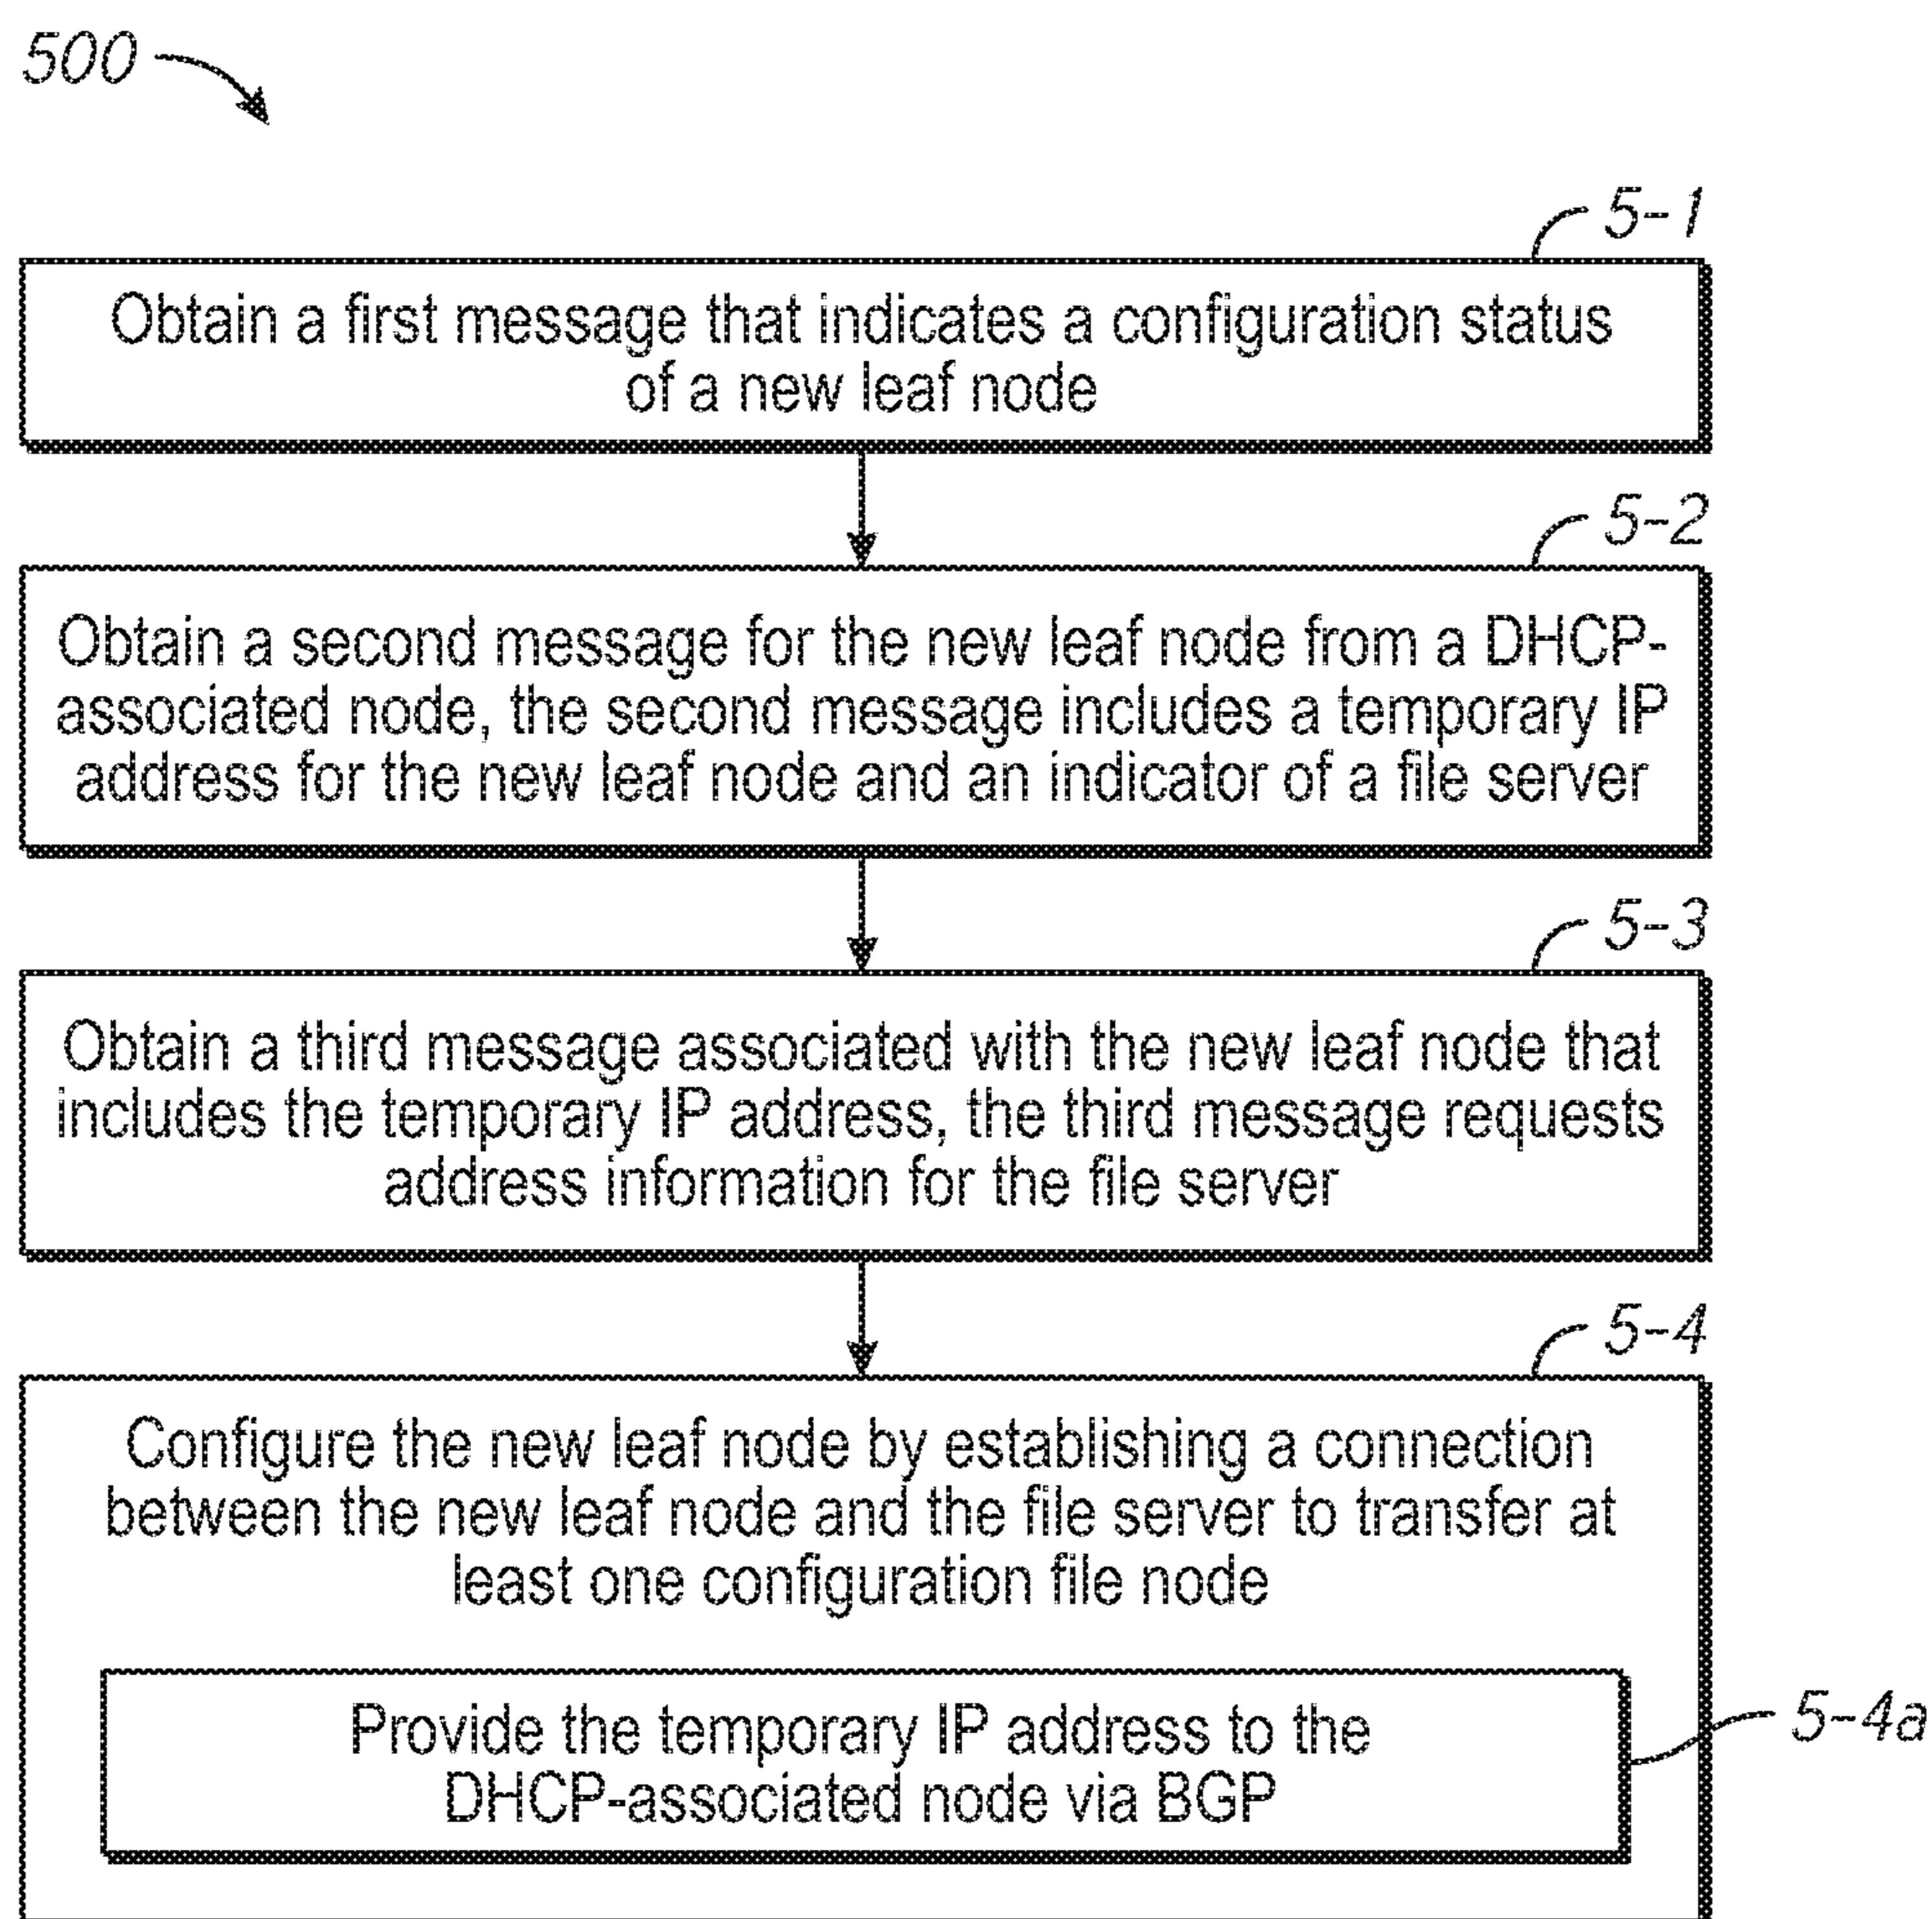 500
5-1
Obtain a first message that indicates a configuration status
of a new leaf node
5-2
Obtain a second message for the new leaf node from a DHCP-
associated node, the second message includes a temporary IP
address for the new leaf node and an indicator of a file server
5-3
Obtain a third message associated with the new leaf node that
includes the temporary IP address, the third message requests
address information for the file server
5-4
Configure the new leaf node by establishing a connection
between the new leaf node and the file server to transfer at
least one configuration file node
Provide the temporary IP address to the
DHCP-associated node via BGP
5-4a